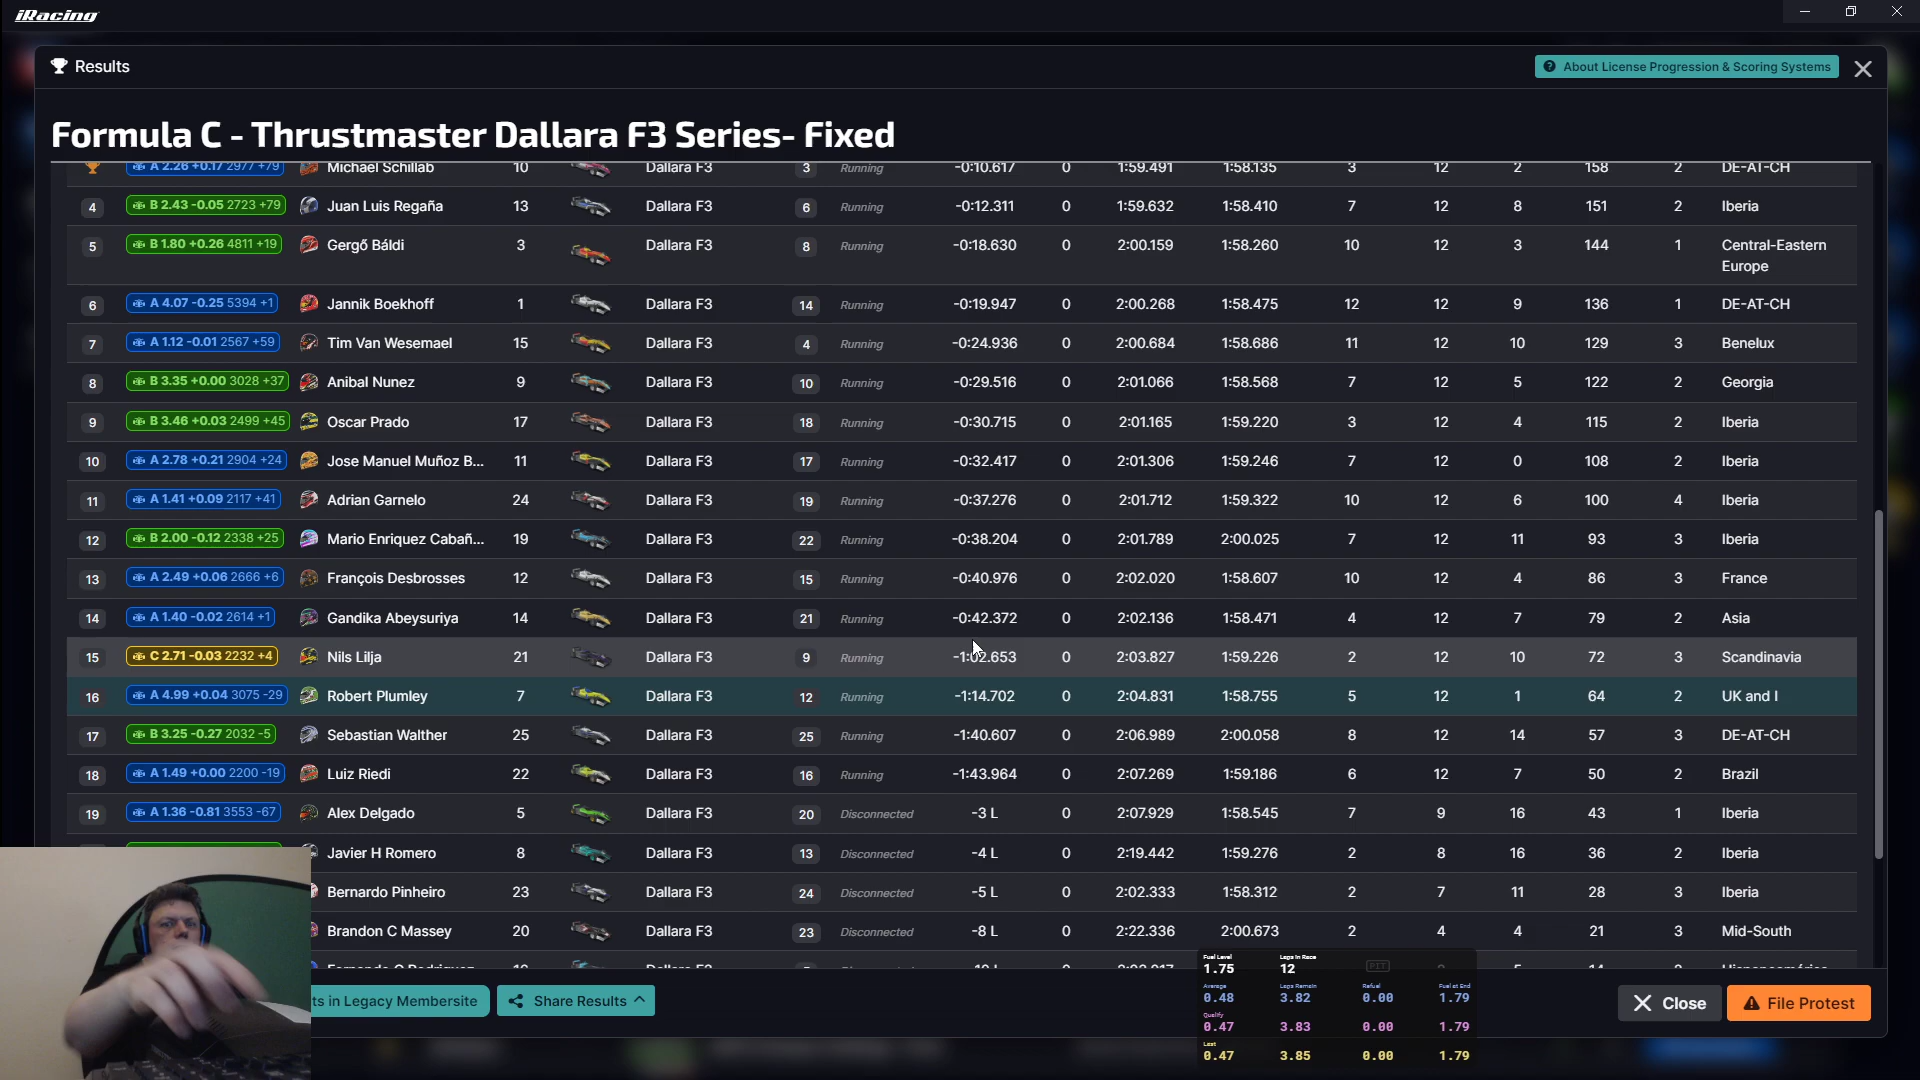 iRacing
Results
About License Progression & Scoring Systems
Formula C - Thrustmaster Dallara F3 Series- Fixed
A 2.26 +0.17 2977 +79 Michael Schillab 10 Dallara F3 3 Running -0:10.617 0 1:59.491 1:58.135 3 12 2 158 2 DE-AT-CH
4 B 2.43 -0.05 2723 +79 Juan Luis Regaña 13 Dallara F3 6 Running -0:12.311 0 1:59.632 1:58.410 7 12 8 151 2 Iberia
5 B 1.80 +0.26 4811 +19 Gergő Báldi 3 Dallara F3 8 Running -0:18.630 0 2:00.159 1:58.260 10 12 3 144 1 Central-Eastern
Europe
6 A 4.07 -0.25 5394 +1 Jannik Boekhoff 1 Dallara F3 14 Running -0:19.947 0 2:00.268 1:58.475 12 12 9 136 1 DE-AT-CH
7 A 1.12 -0.01 2567 +59 Tim Van Wesemael 15 Dallara F3 4 Running -0:24.936 0 2:00.684 1:58.686 11 12 10 129 3 Benelux
8 B 3.35 +0.00 3028 +37 Anibal Nunez 9 Dallara F3 10 Running -0:29.516 0 2:01.066 1:58.568 7 12 5 122 2 Georgia
9 B 3.46 +0.03 2499 +45 Oscar Prado 17 Dallara F3 18 Running -0:30.715 0 2:01.165 1:59.220 3 12 4 115 2 Iberia
10 A 2.78 +0.21 2904 +24 Jose Manuel Muñoz B... 11 Dallara F3 17 Running -0:32.417 0 2:01.306 1:59.246 7 12 0 108 2 Iberia
11 A 1.41 +0.09 2117 +41 Adrian Garnelo 24 Dallara F3 19 Running -0:37.276 0 2:01.712 1:59.322 10 12 6 100 4 Iberia
12 B 2.00 -0.12 2338 +25 Mario Enriquez Cabañ... 19 Dallara F3 22 Running -0:38.204 0 2:01.789 2:00.025 7 12 11 93 3 Iberia
13 A 2.49 +0.06 2666 +6 François Desbrosses 12 Dallara F3 15 Running -0:40.976 0 2:02.020 1:58.607 10 12 4 86 3 France
14 A 1.40 -0.02 2614 +1 Gandika Abeysuriya 14 Dallara F3 21 Running -0:42.372 0 2:02.136 1:58.471 4 12 7 79 2 Asia
15 C 2.71 -0.03 2232 +4 Nils Lilja 21 Dallara F3 9 Running -1:02.653 0 2:03.827 1:59.226 2 12 10 72 3 Scandinavia
16 A 4.99 +0.04 3075 -29 Robert Plumley 7 Dallara F3 12 Running -1:14.702 0 2:04.831 1:58.755 5 12 1 64 2 UK and I
17 B 3.25 -0.27 2032 -5 Sebastian Walther 25 Dallara F3 25 Running -1:40.607 0 2:06.989 2:00.058 8 12 14 57 3 DE-AT-CH
18 A 1.49 +0.00 2200 -19 Luiz Riedi 22 Dallara F3 16 Running -1:43.964 0 2:07.269 1:59.186 6 12 7 50 2 Brazil
19 A 1.36 -0.81 3553 -67 Alex Delgado 5 Dallara F3 20 Disconnected -3 L 0 2:07.929 1:58.545 7 9 16 43 1 Iberia
Javier H Romero 8 Dallara F3 13 Disconnected -4 L 0 2:19.442 1:59.276 2 8 16 36 2 Iberia
Bernardo Pinheiro 23 Dallara F3 24 Disconnected -5 L 0 2:02.333 1:58.312 2 7 11 28 3 Iberia
Brandon C Massey 20 Dallara F3 23 Disconnected -8 L 0 2:22.336 2:00.673 2 4 4 21 3 Mid-South
Fuel Level Laps In Race
1.75 12 PIT
Average Laps Remain Refuel Fuel at End
0.48 3.82 0.00 1.79
Qualify
0.47 3.83 0.00 1.79
Last
0.47 3.85 0.00 1.79
ts in Legacy Membersite Share Results Close File Protest